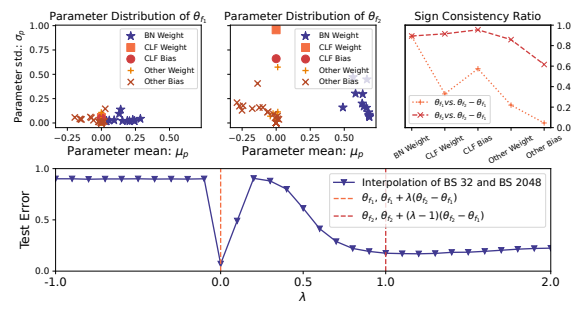 Parameter Distribution of θ_{f_1}
Parameter std.: σ_p
1.00
0.75
0.50
0.25
0.00
−0.25
0.00
0.25
0.50
Parameter mean: μ_p
BN Weight
CLF Weight
CLF Bias
Other Weight
Other Bias
Parameter Distribution of θ_{f_2}
BN Weight
CLF Weight
CLF Bias
Other Weight
Other Bias
−0.25
0.00
0.25
0.50
Parameter mean: μ_p
Sign Consistency Ratio
1.0
0.8
0.6
0.4
0.2
0.0
θ_{f_1} vs. θ_{f_2} − θ_{f_1}
θ_{f_2} vs. θ_{f_2} − θ_{f_1}
BN Weight
CLF Weight
CLF Bias
Other Weight
Other Bias
Test Error
1.0
0.5
0.0
Interpolation of BS 32 and BS 2048
θ_{f_1}, θ_{f_1} + λ(θ_{f_2} − θ_{f_1})
θ_{f_2}, θ_{f_2} + (λ − 1)(θ_{f_2} − θ_{f_1})
-1.0
0.0
0.5
1.0
2.0
λ